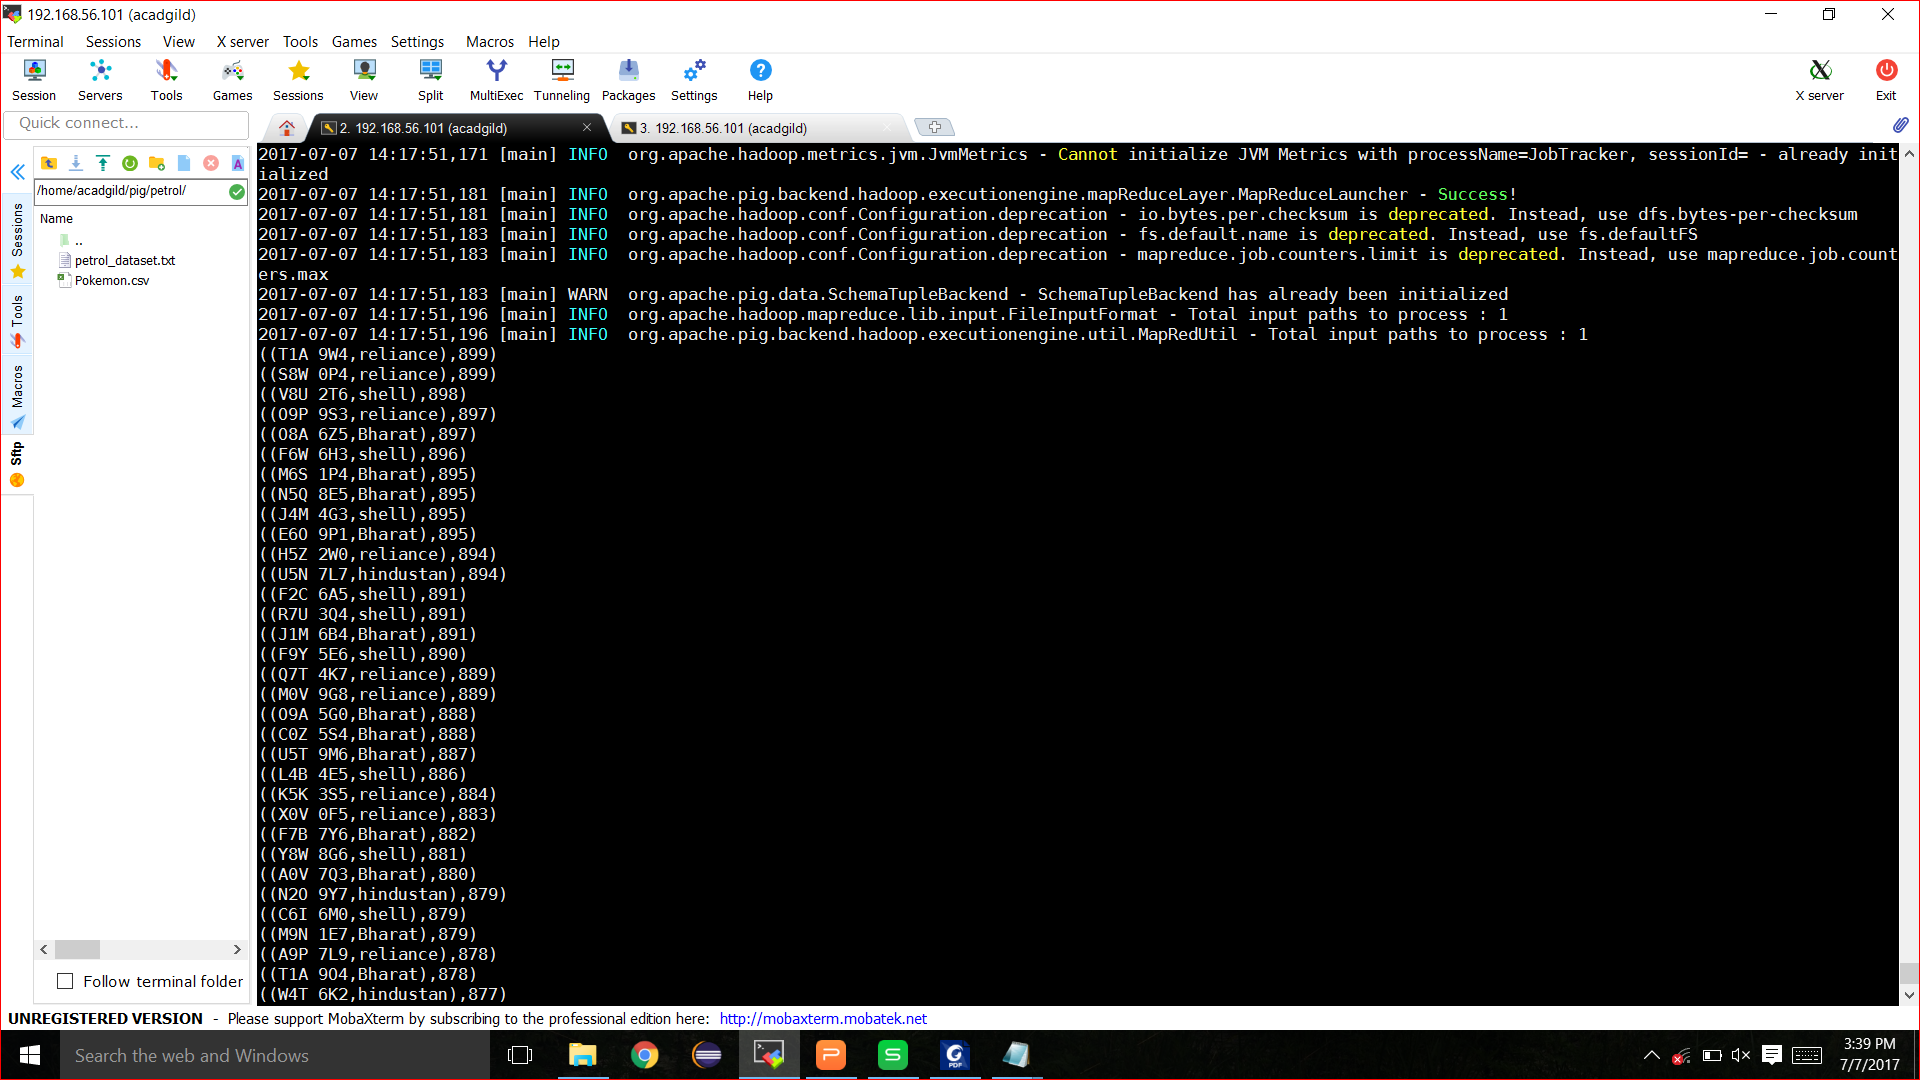 192.168.56.101 (acadgild)
Terminal Sessions View X server Tools Games Settings Macros Help
Session Servers Tools Games Sessions View Split MultiExec Tunneling Packages Settings Help X server Exit
Quick connect...
2. 192.168.56.101 (acadgild)
3. 192.168.56.101 (acadgild)
/home/acadgild/pig/petrol/
Name
..
petrol_dataset.txt
Pokemon.csv
Sessions
Tools
Macros
Sftp
Follow terminal folder
2017-07-07 14:17:51,171 [main] INFO  org.apache.hadoop.metrics.jvm.JvmMetrics - Cannot initialize JVM Metrics with processName=JobTracker, sessionId= - already init
ialized
2017-07-07 14:17:51,181 [main] INFO  org.apache.pig.backend.hadoop.executionengine.mapReduceLayer.MapReduceLauncher - Success!
2017-07-07 14:17:51,181 [main] INFO  org.apache.hadoop.conf.Configuration.deprecation - io.bytes.per.checksum is deprecated. Instead, use dfs.bytes-per-checksum
2017-07-07 14:17:51,183 [main] INFO  org.apache.hadoop.conf.Configuration.deprecation - fs.default.name is deprecated. Instead, use fs.defaultFS
2017-07-07 14:17:51,183 [main] INFO  org.apache.hadoop.conf.Configuration.deprecation - mapreduce.job.counters.limit is deprecated. Instead, use mapreduce.job.count
ers.max
2017-07-07 14:17:51,183 [main] WARN  org.apache.pig.data.SchemaTupleBackend - SchemaTupleBackend has already been initialized
2017-07-07 14:17:51,196 [main] INFO  org.apache.hadoop.mapreduce.lib.input.FileInputFormat - Total input paths to process : 1
2017-07-07 14:17:51,196 [main] INFO  org.apache.pig.backend.hadoop.executionengine.util.MapRedUtil - Total input paths to process : 1
((T1A 9W4,reliance),899)
((S8W 0P4,reliance),899)
((V8U 2T6,shell),898)
((O9P 9S3,reliance),897)
((O8A 6Z5,Bharat),897)
((F6W 6H3,shell),896)
((M6S 1P4,Bharat),895)
((N5Q 8E5,Bharat),895)
((J4M 4G3,shell),895)
((E6O 9P1,Bharat),895)
((H5Z 2W0,reliance),894)
((U5N 7L7,hindustan),894)
((F2C 6A5,shell),891)
((R7U 3Q4,shell),891)
((J1M 6B4,Bharat),891)
((F9Y 5E6,shell),890)
((Q7T 4K7,reliance),889)
((M0V 9G8,reliance),889)
((O9A 5G0,Bharat),888)
((C0Z 5S4,Bharat),888)
((U5T 9M6,Bharat),887)
((L4B 4E5,shell),886)
((K5K 3S5,reliance),884)
((X0V 0F5,reliance),883)
((F7B 7Y6,Bharat),882)
((Y8W 8G6,shell),881)
((A0V 7Q3,Bharat),880)
((N2O 9Y7,hindustan),879)
((C6I 6M0,shell),879)
((M9N 1E7,Bharat),879)
((A9P 7L9,reliance),878)
((T1A 9O4,Bharat),878)
((W4T 6K2,hindustan),877)
UNREGISTERED VERSION - Please support MobaXterm by subscribing to the professional edition here: http://mobaxterm.mobatek.net
Search the web and Windows
3:39 PM
7/7/2017